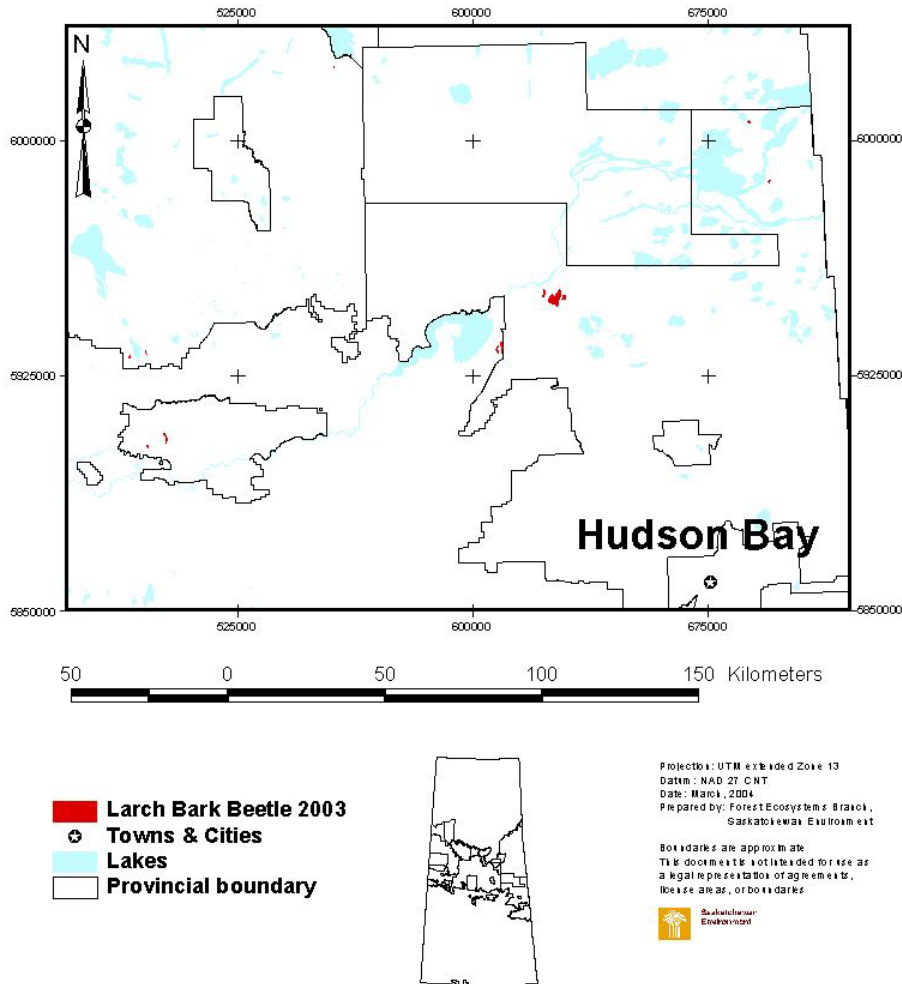 525000 600000 675000
N
6000000 6000000
5925000 5925000
Hudson Bay
5850000 5850000
525000 600000 675000
50 0 50 100 150 Kilometers
Larch Bark Beetle 2003
Towns & Cities
Lakes
Provincial boundary
Projection: UTM extended Zone 13
Datum: NAD 27 CNT
Date: March, 2004
Prepared by: Forest Ecosystems Branch,
Saskatchewan Environment
Boundaries are approximate
This document is not intended for use as
a legal representation of agreements,
license areas, or boundaries
Saskatchewan
Environment